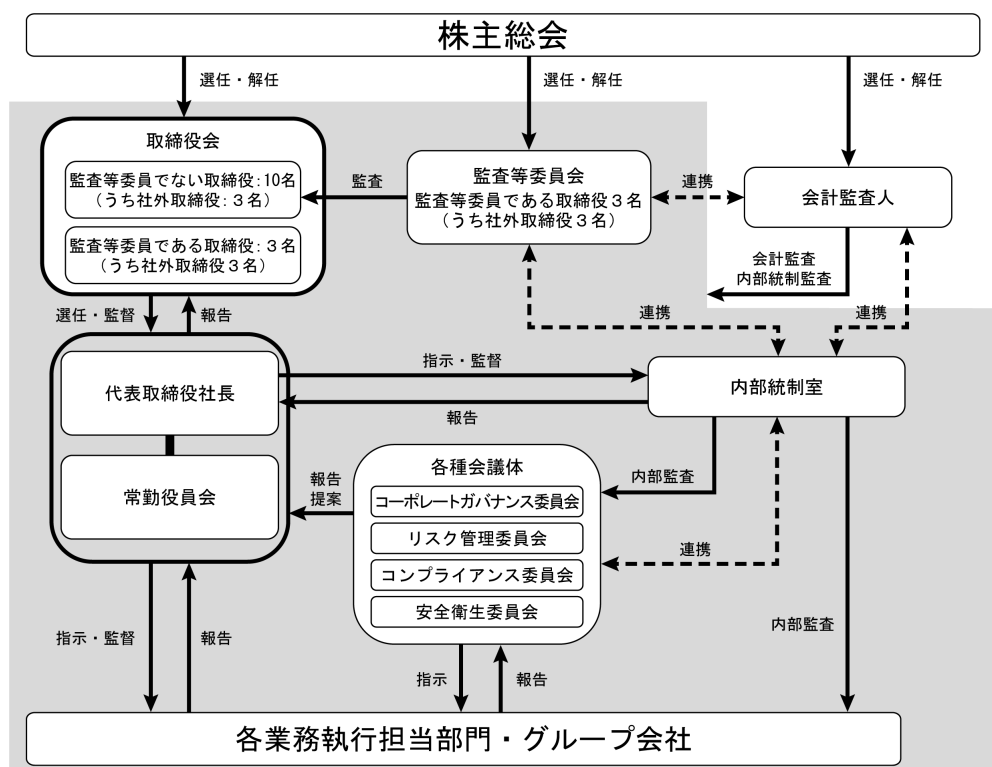 株主総会
選任・解任
選任・解任
選任・解任
取締役会
監査等委員でない取締役:10名
(うち社外取締役:3名)
監査等委員である取締役:3名
(うち社外取締役3名)
監査
監査等委員会
監査等委員である取締役3名
(うち社外取締役3名)
連携
会計監査人
会計監査
内部統制監査
選任・監督
報告
連携
連携
代表取締役社長
指示・監督
報告
内部統制室
常勤役員会
報告
提案
各種会議体
コーポレートガバナンス委員会
リスク管理委員会
コンプライアンス委員会
安全衛生委員会
内部監査
連携
内部監査
指示・監督
報告
指示
報告
各業務執行担当部門・グループ会社